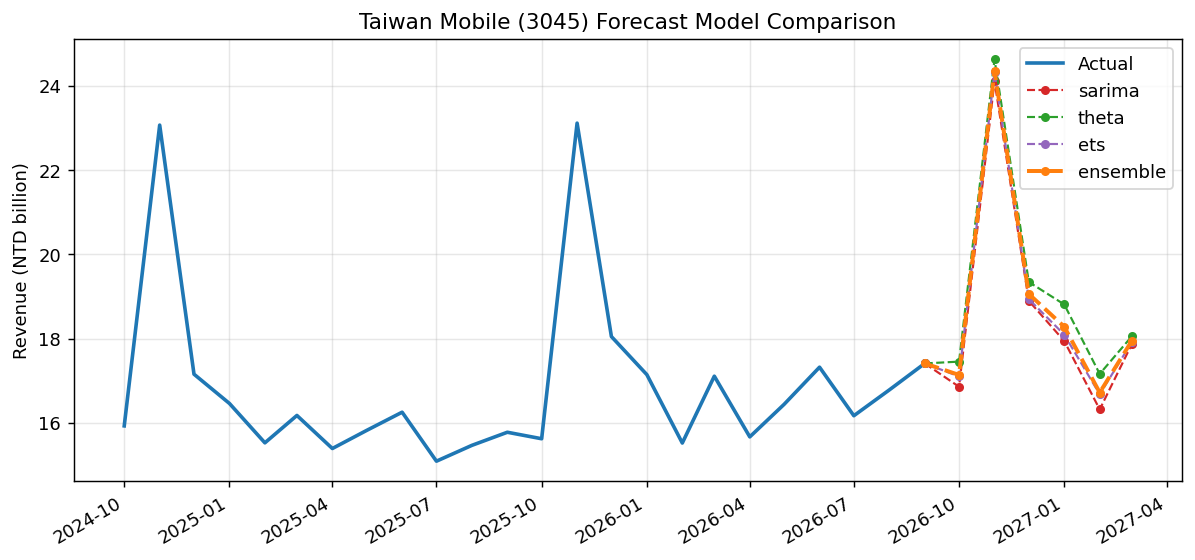 Taiwan Mobile (3045) Forecast Model Comparison
Revenue (NTD billion)
24
22
20
18
16
2024-10
2025-01
2025-04
2025-07
2025-10
2026-01
2026-04
2026-07
2026-10
2027-01
2027-04
Actual
sarima
theta
ets
ensemble